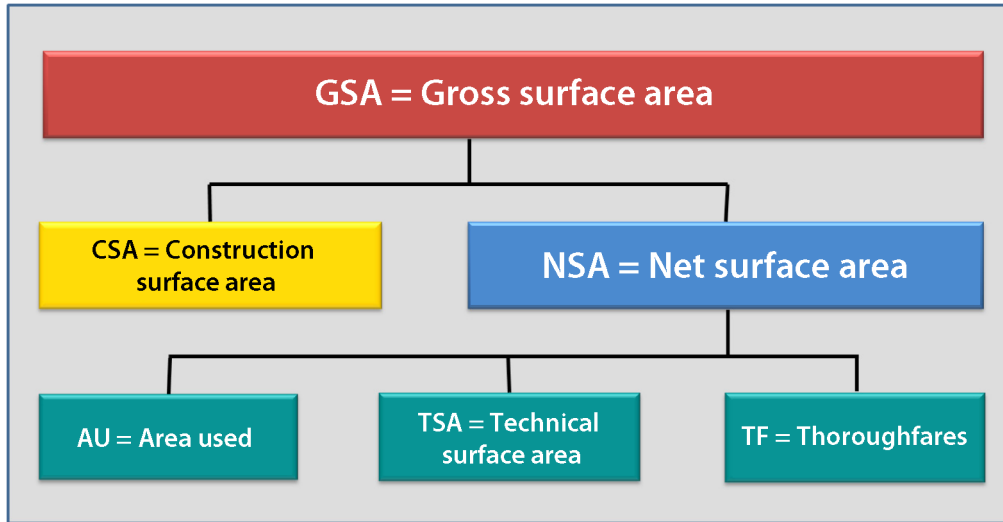 GSA = Gross surface area
CSA = Construction
surface area
NSA = Net surface area
AU = Area used
TSA = Technical
surface area
TF = Thoroughfares